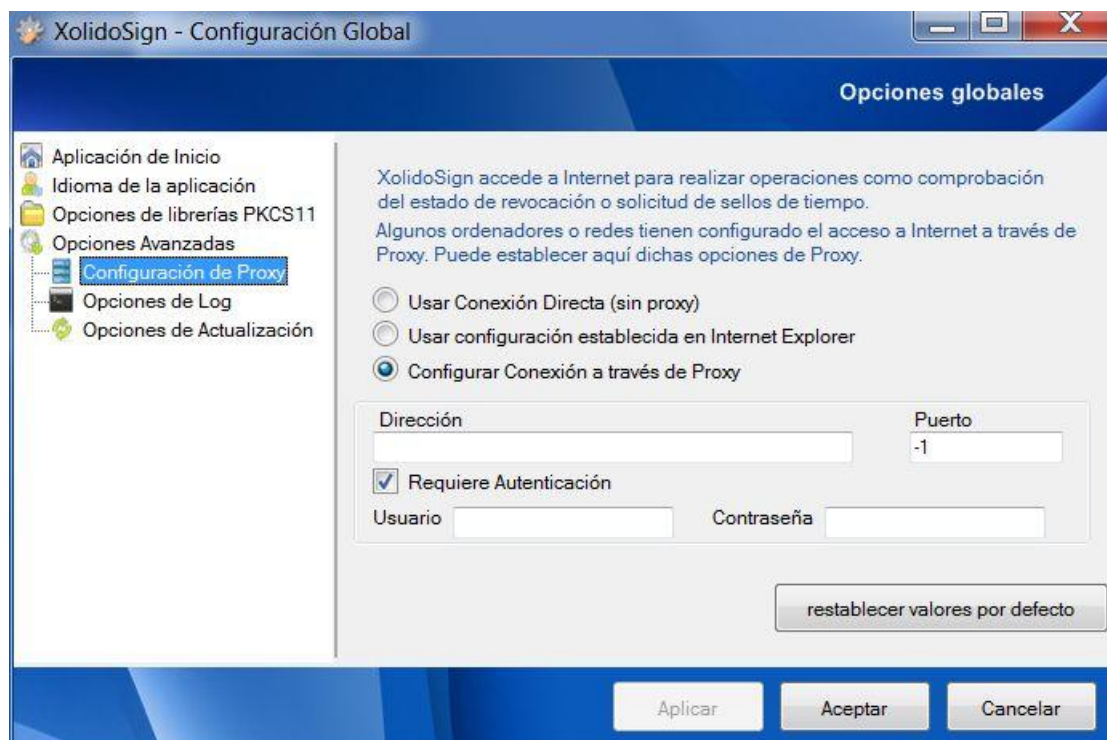 XolidoSign - Configuración Global
Opciones globales
Aplicación de Inicio
Idioma de la aplicación
Opciones de librerías PKCS11
Opciones Avanzadas
Configuración de Proxy
Opciones de Log
Opciones de Actualización
XolidoSign accede a Internet para realizar operaciones como comprobación
del estado de revocación o solicitud de sellos de tiempo.
Algunos ordenadores o redes tienen configurado el acceso a Internet a través de
Proxy. Puede establecer aquí dichas opciones de Proxy.
Usar Conexión Directa (sin proxy)
Usar configuración establecida en Internet Explorer
Configurar Conexión a través de Proxy
Dirección Puerto
-1
Requiere Autenticación
Usuario Contraseña
restablecer valores por defecto
Aplicar Aceptar Cancelar